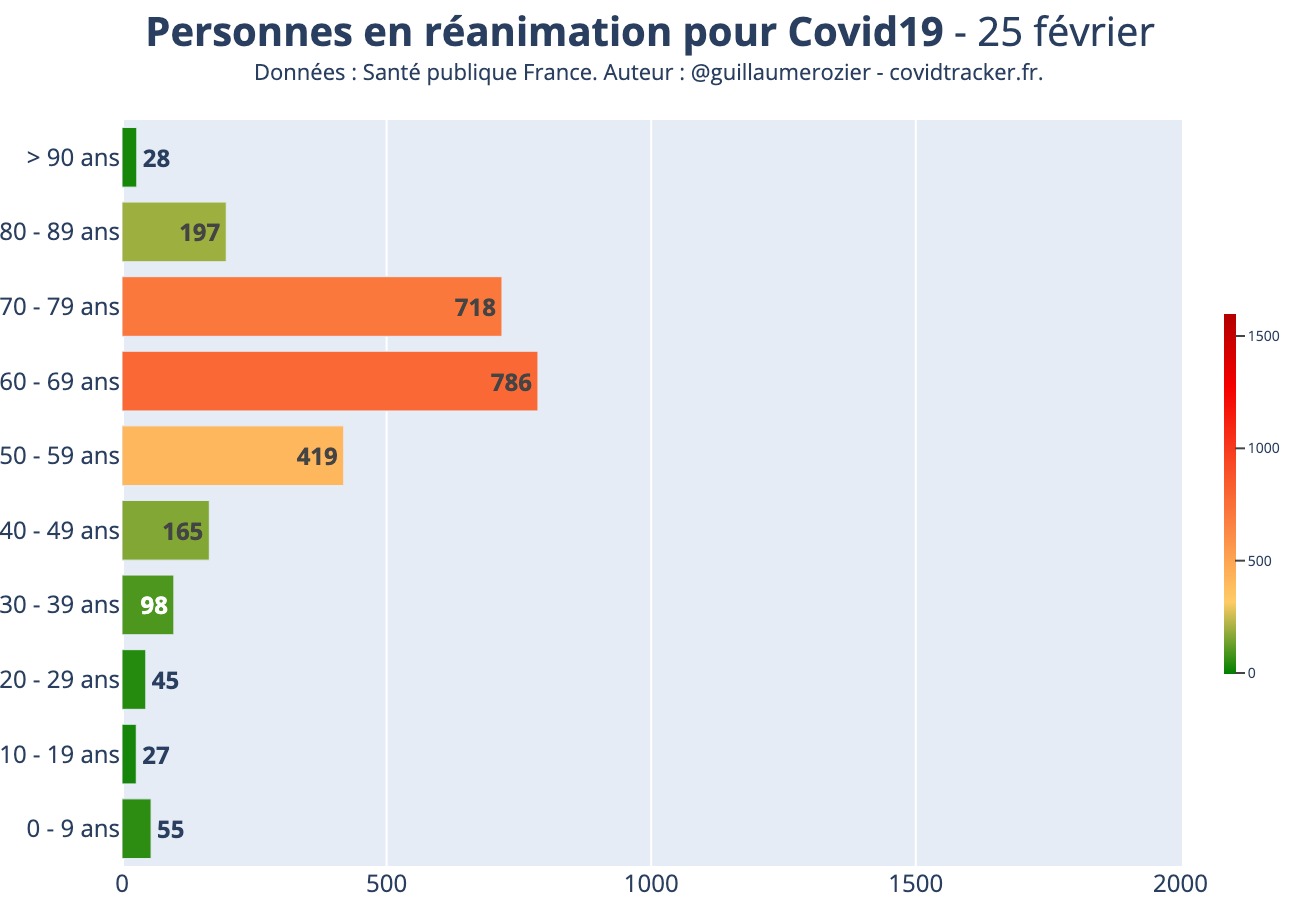 Personnes en réanimation pour Covid19 - 25 février
Données : Santé publique France. Auteur : @guillaumerozier - covidtracker.fr.
> 90 ans 28
80 - 89 ans 197
70 - 79 ans 718
60 - 69 ans 786
50 - 59 ans 419
40 - 49 ans 165
30 - 39 ans 98
20 - 29 ans 45
10 - 19 ans 27
0 - 9 ans 55
0 500 1000 1500 2000
1500
1000
500
0